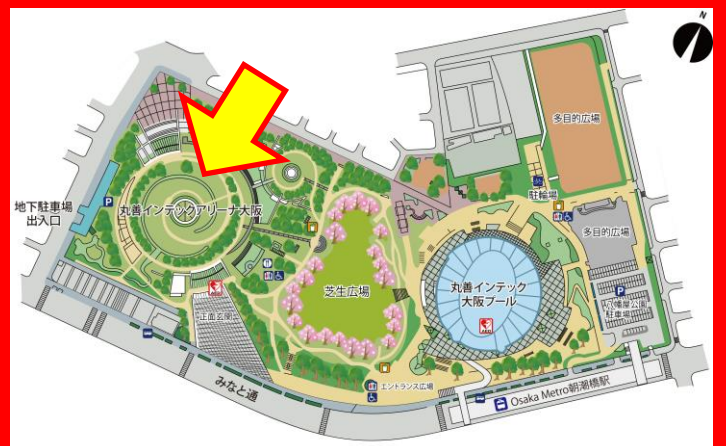 N
多目的広場
地下駐車場
出入口
P
丸善インテックアリーナ大阪
駐輪場
多目的広場
芝生広場
丸善インテック
大阪プール
P
八幡屋公園
駐車場
正面玄関
みなと通
エントランス広場
Osaka Metro朝潮橋駅